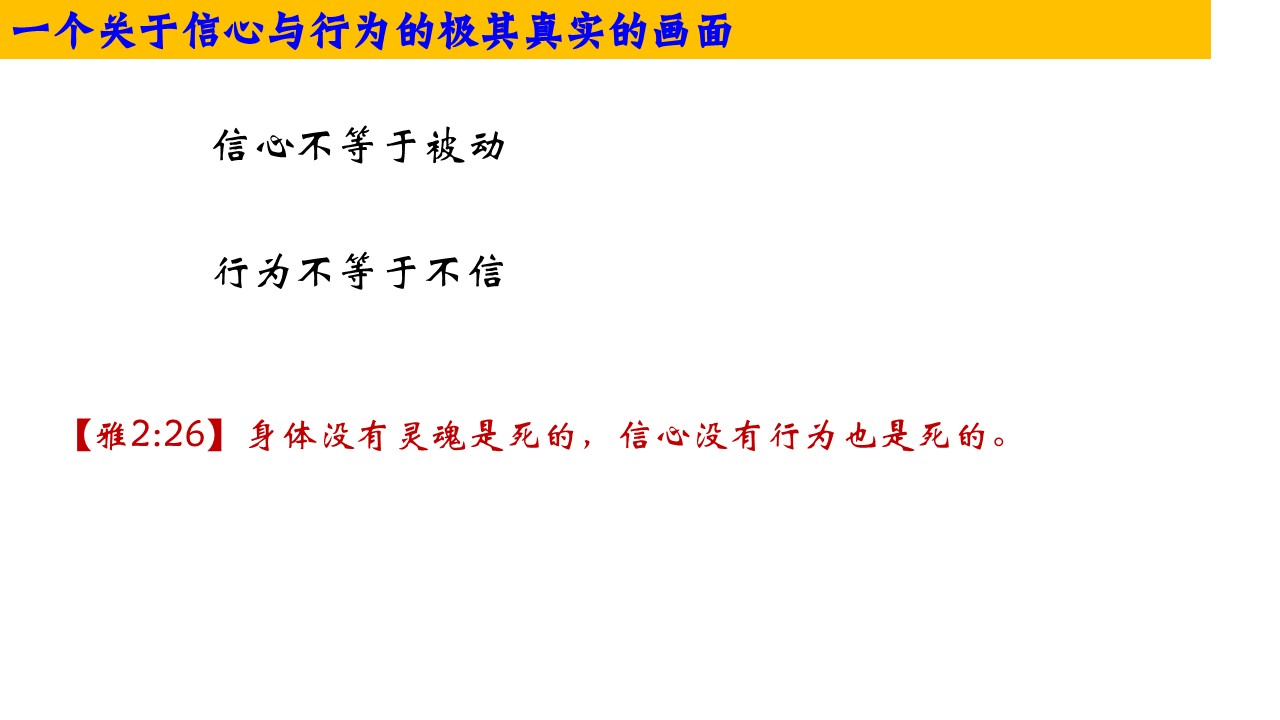 一个关于信心与行为的极其真实的画面
信心不等于被动
行为不等于不信
【雅2:26】身体没有灵魂是死的，信心没有行为也是死的。